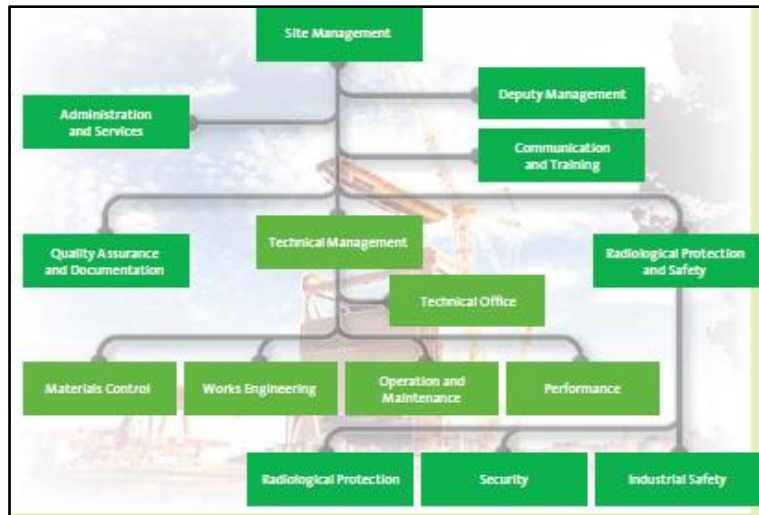 Site Management
Deputy Management
Administration
and Services
Communication
and Training
Quality Assurance
and Documentation
Technical Management
Radiological Protection
and Safety
Technical Office
Materials Control
Works Engineering
Operation and
Maintenance
Performance
Radiological Protection
Security
Industrial Safety